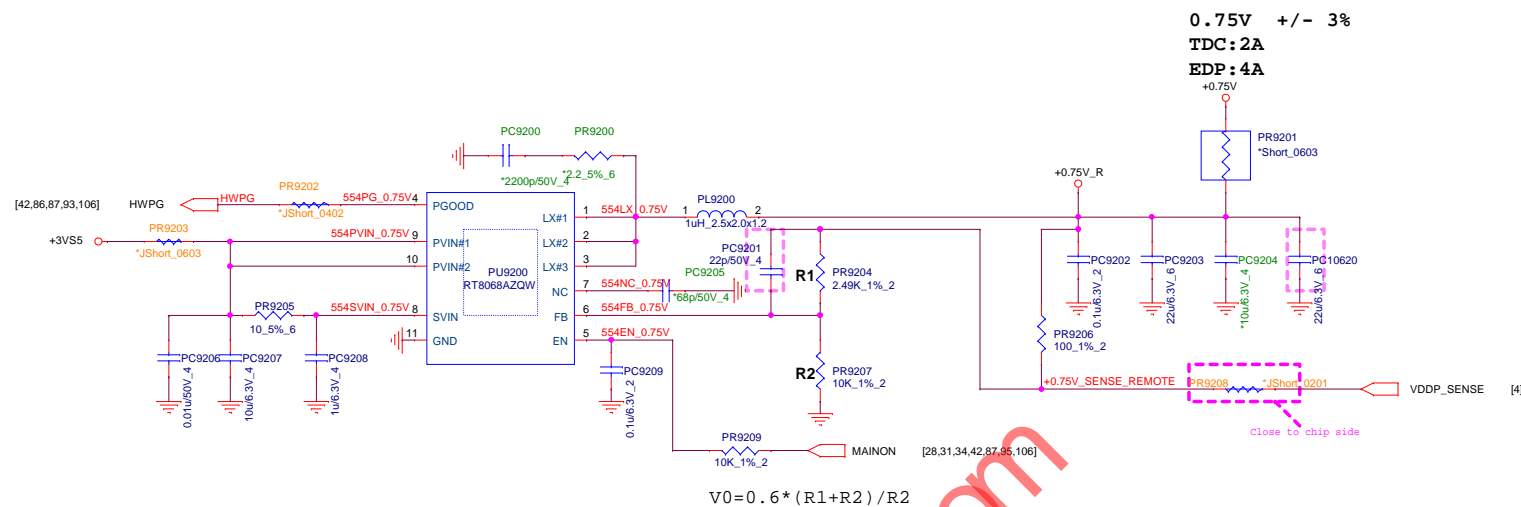 0.75V +/- 3%
TDC:2A
EDP:4A
+0.75V
PR9201
*Short_0603
PC9200
PR9200
*2200p/50V_4
*2.2_5%_6
[42,86,87,93,106]
HWPG
HWPG
PR9202
*JShort_0402
554PG_0.75V
4
PGOOD
+3VS5
PR9203
*JShort_0603
554PVIN_0.75V
9
PVIN#1
10
PVIN#2
PU9200
RT8068AZQW
LX#1
1
554LX_0.75V
LX#2
2
LX#3
3
NC
7
554NC_0.75V
FB
6
554FB_0.75V
EN
5
554EN_0.75V
PR9205
10_5%_6
554SVIN_0.75V
8
SVIN
11
GND
PC9206
0.01u/50V_4
PC9207
10u/6.3V_4
PC9208
1u/6.3V_4
1
PL9200
2
1uH_2.5x2.0x1.2
PC9201
22p/50V_4
PC9205
*68p/50V_4
R1
PR9204
2.49K_1%_2
R2
PR9207
10K_1%_2
PC9209
0.1u/6.3V_2
PR9209
10K_1%_2
MAINON
[28,31,34,42,87,95,106]
+0.75V_R
PC9202
0.1u/6.3V_2
PC9203
22u/6.3V_6
PC9204
*10u/6.3V_4
PC10620
22u/6.3V_6
PR9206
100_1%_2
+0.75V_SENSE_REMOTE
PR9208
*JShort_0201
VDDP_SENSE
[4]
Close to chip side
V0=0.6*(R1+R2)/R2
om